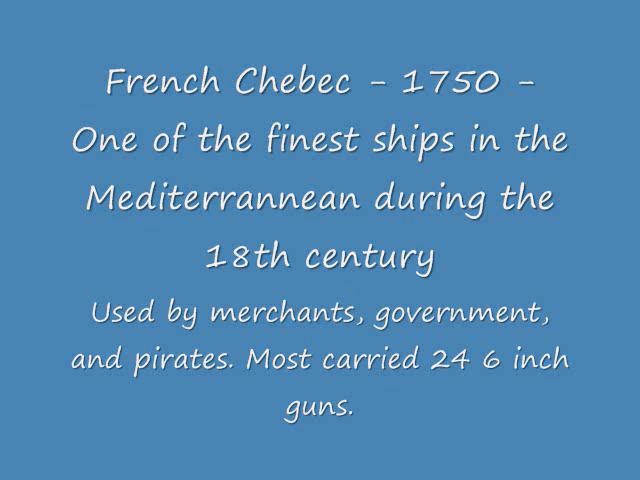 French Chebec - 1750 -
One of the finest ships in the
Mediterrannean during the
18th century
Used by merchants, government,
and pirates. Most carried 24 6 inch
guns.